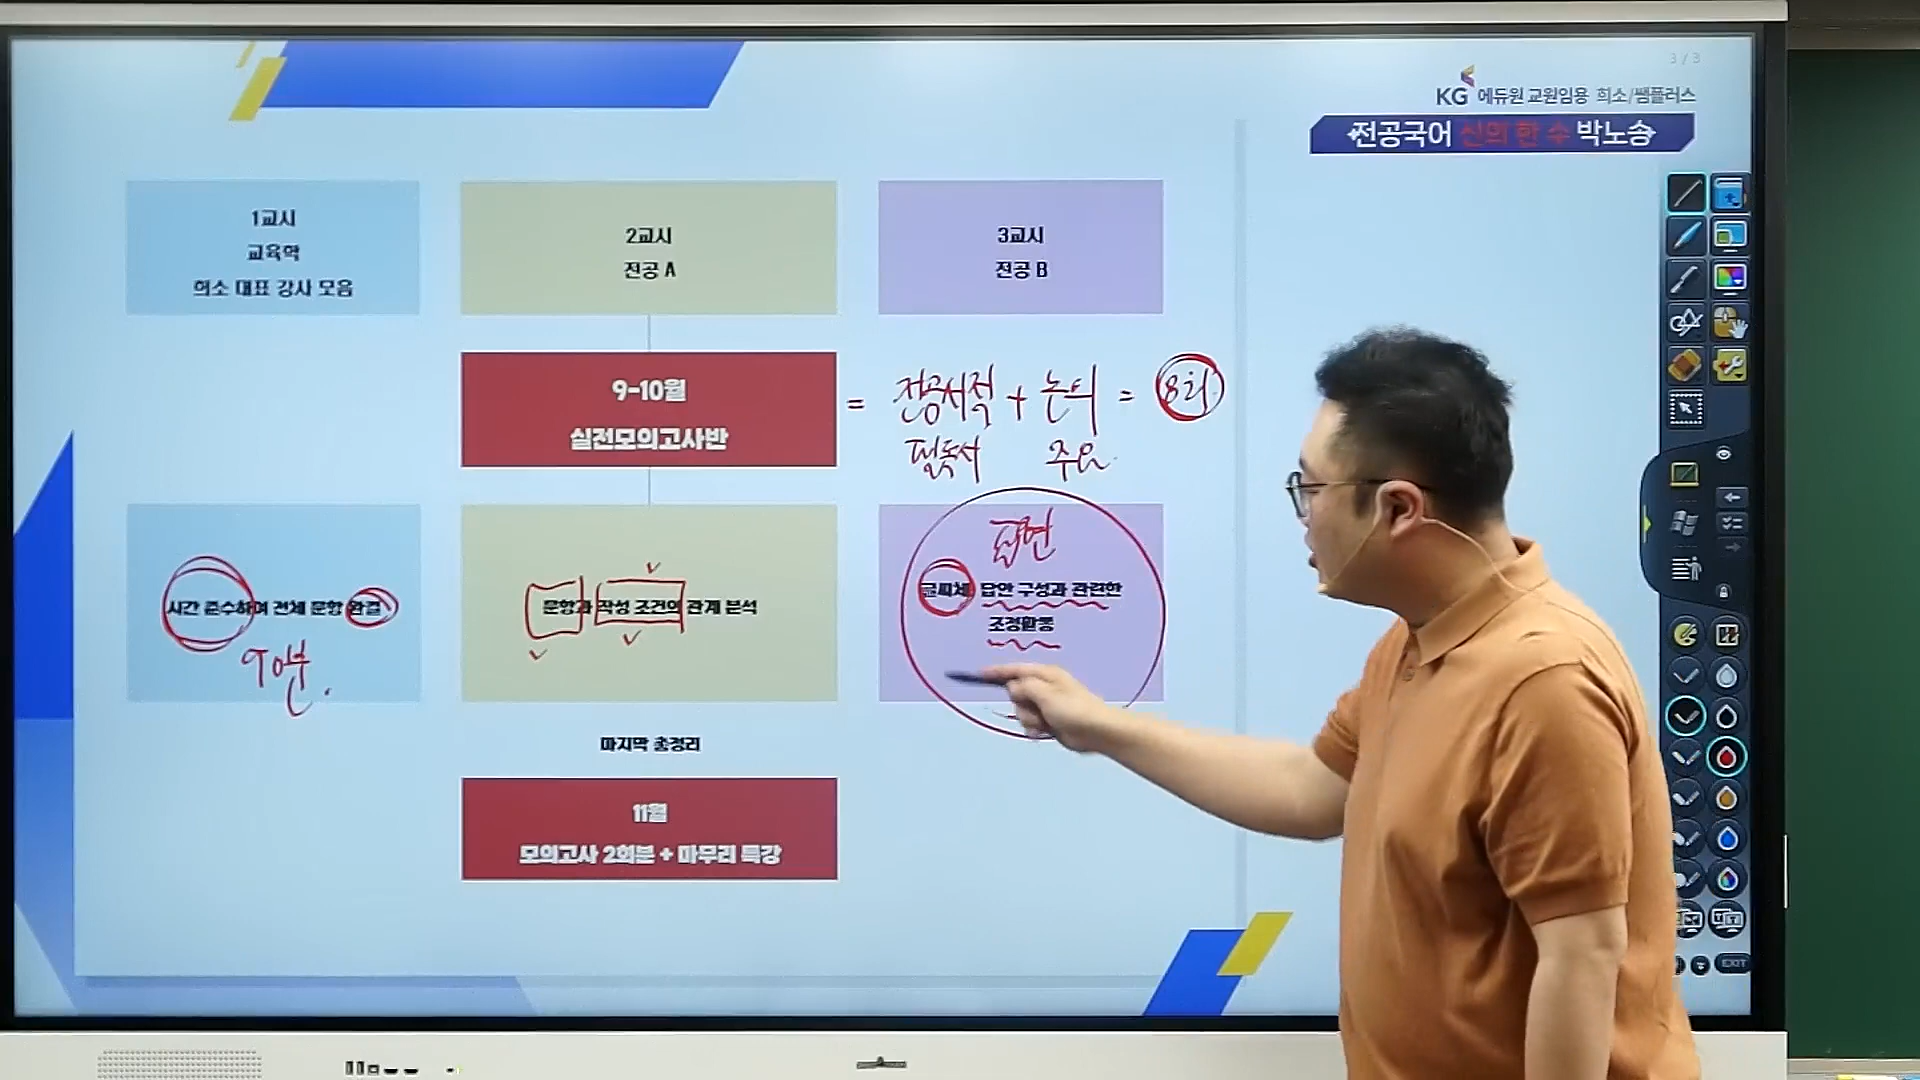 3 / 3
KG 에듀원 교원임용 희소/쌤플러스
전공국어 신의 한 수 박노송
1교시
교육학
희소 대표 강사 모음
2교시
전공 A
3교시
전공 B
9-10월
실전모의고사반
= 전공서적 + 논의 = 8회
필독서 주요
시간 준수하여 전체 문항 완결
90분.
문항과 작성 조건의 관계 분석
글씨체, 답안 구성과 관련한
조정활동
마지막 총정리
11월
모의고사 2회분 + 마무리 특강
EXIT